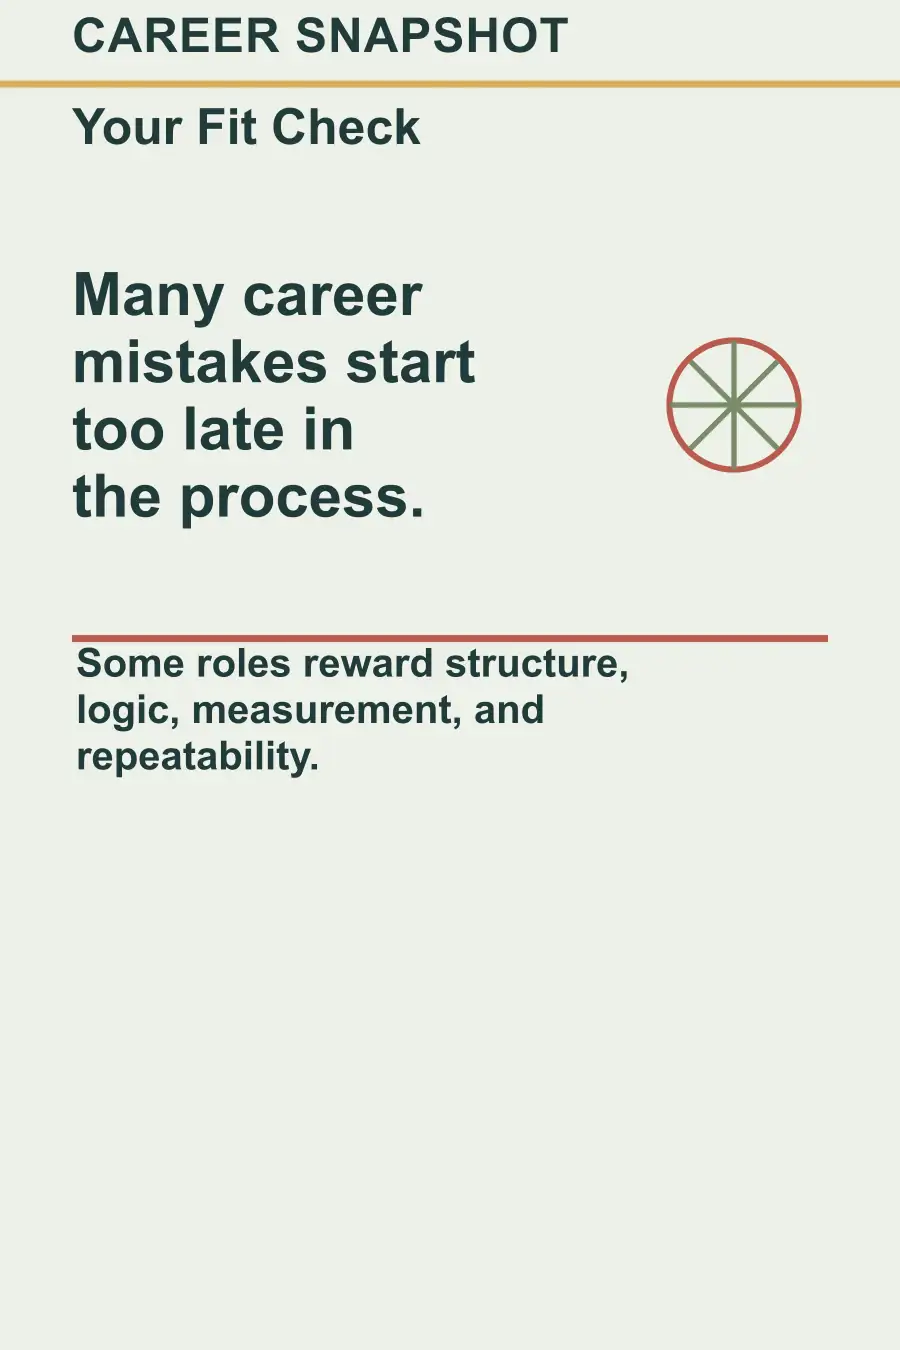 CAREER SNAPSHOT
Your Fit Check
Many career
mistakes start
too late in
the process.
Some roles reward structure,
logic, measurement, and
repeatability.